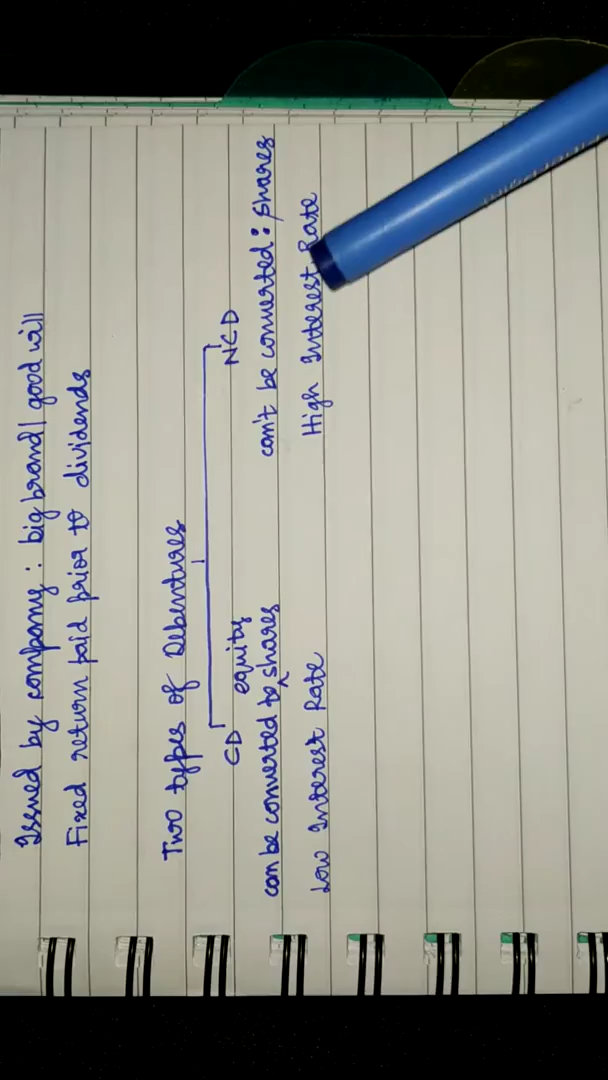 Issued by company : big brand / good will
Fixed return paid prior to dividends
Two types of Debentures
CD NCD
equity
can be converted to ^ shares can't be converted : shares
Low Interest Rate High Interest Rate